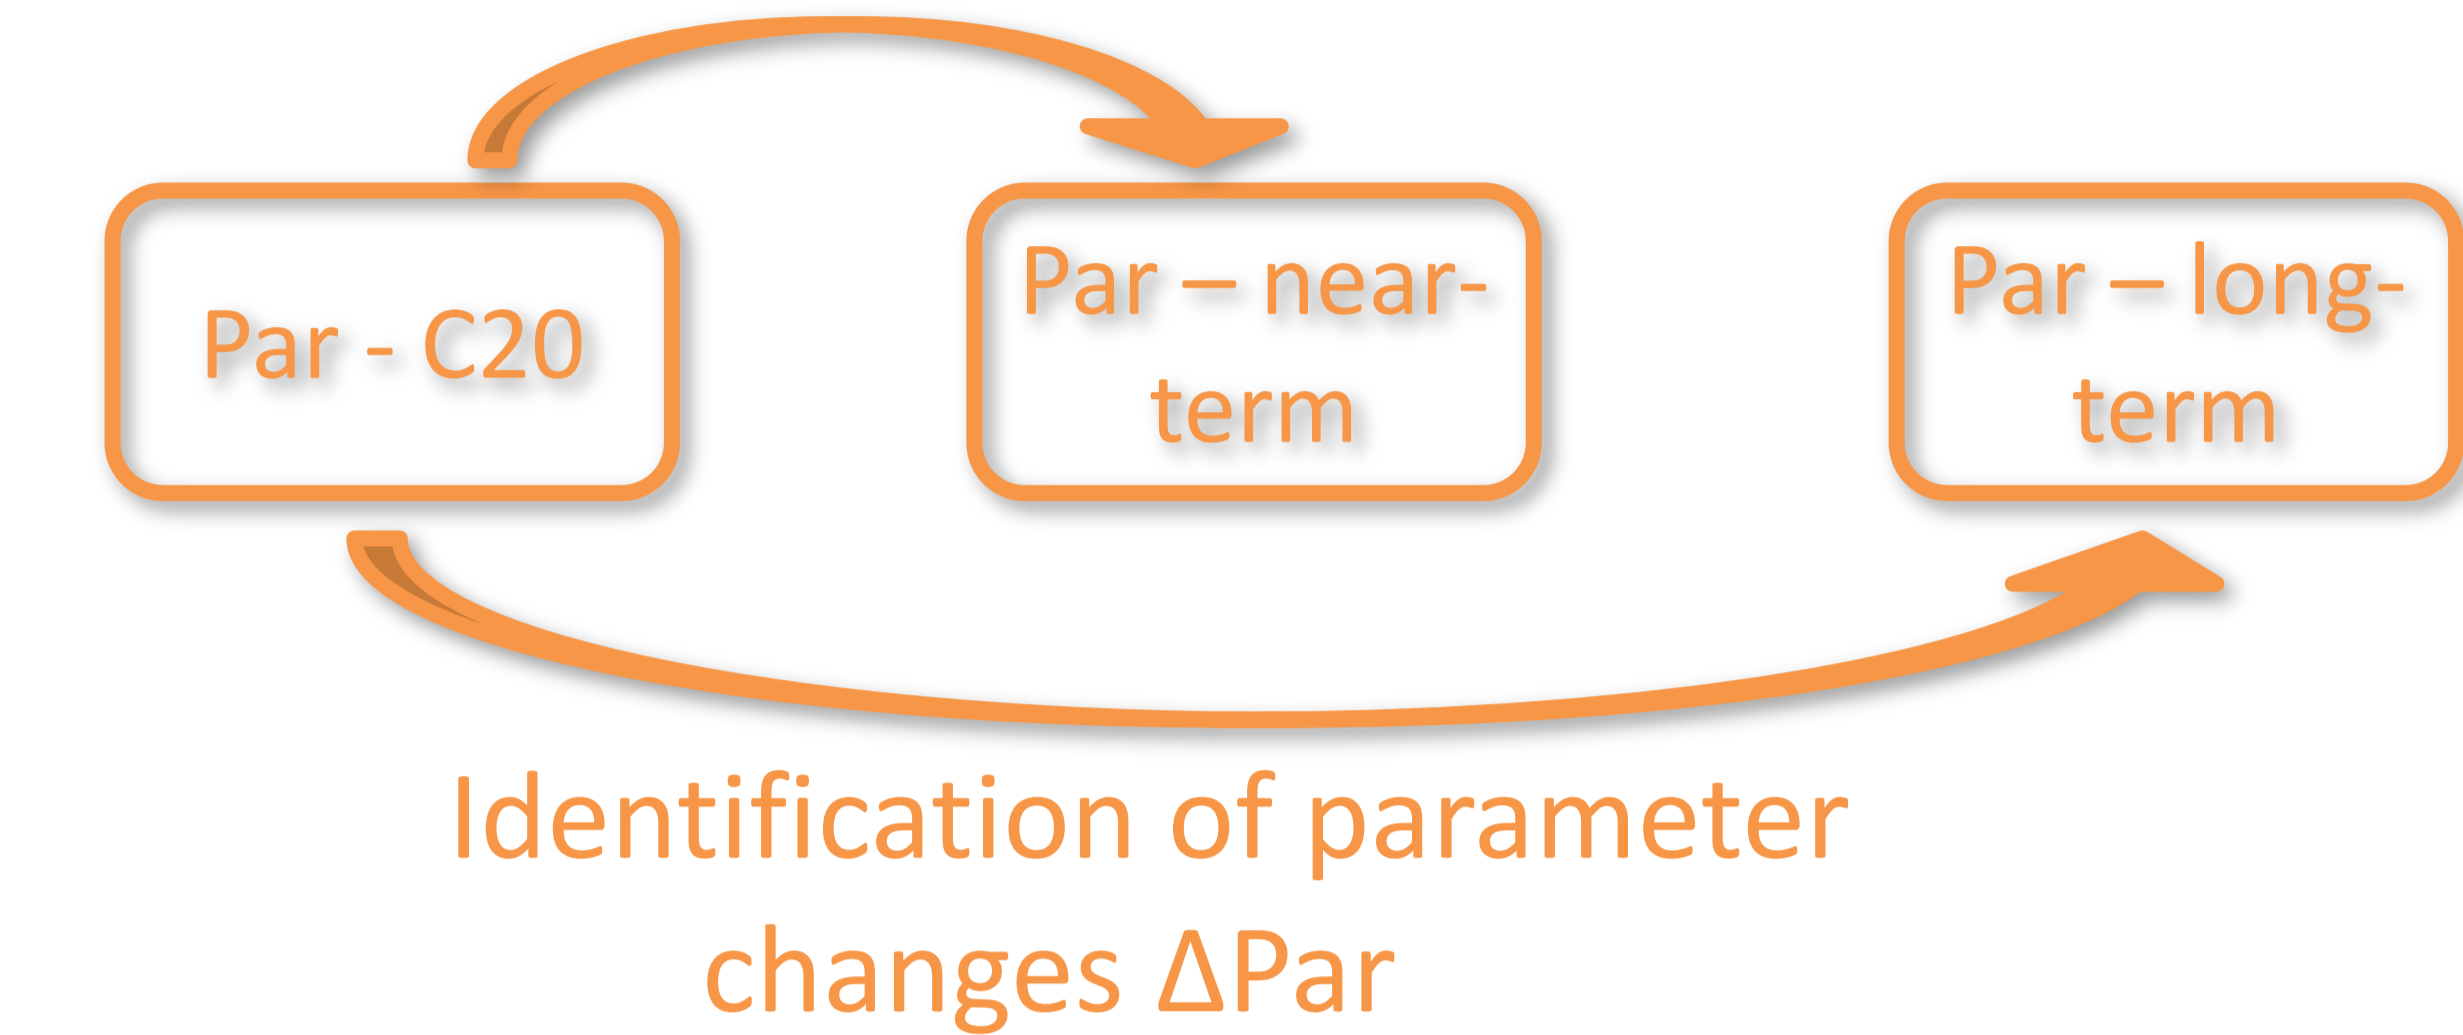 Par - C20
Par – near-
term
Par – long-
term
Identification of parameter
changes ΔPar